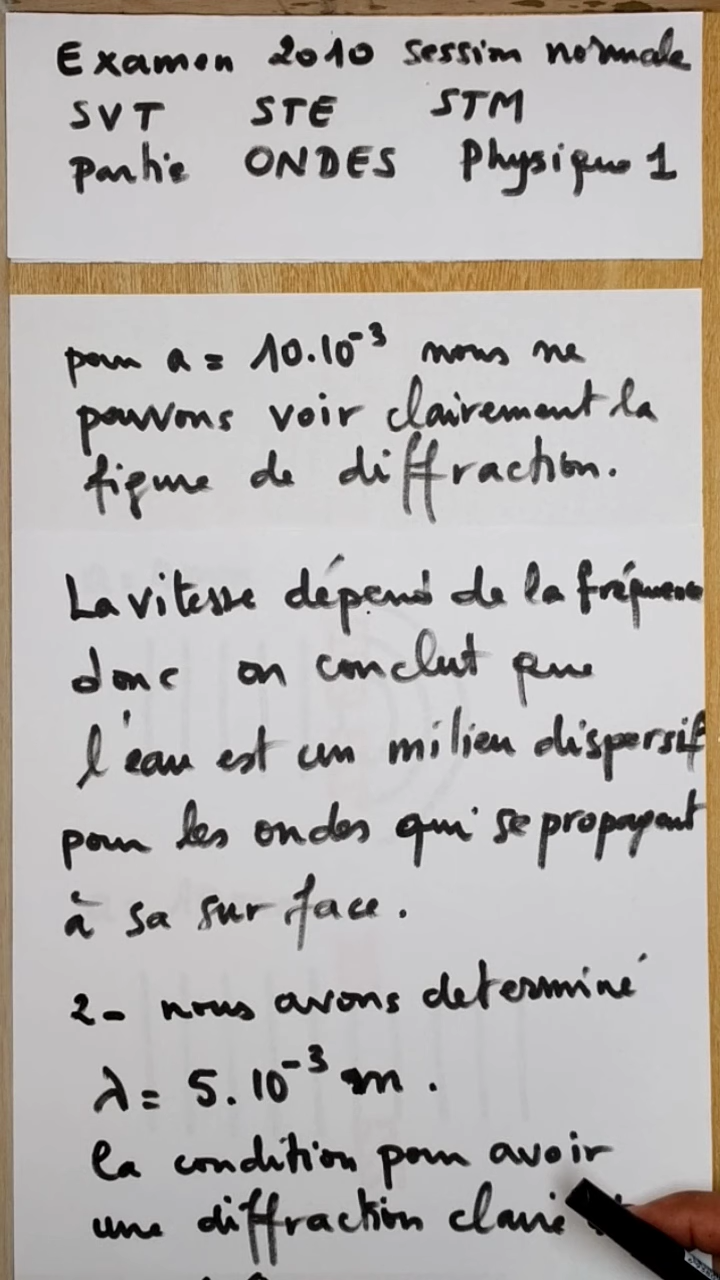 Examen 2010 session normale
SVT STE STM
Partie ONDES Physique 1
pour a = 10.10⁻³ nous ne
pouvons voir clairement la
figure de diffraction.
La vitesse dépend de la fréquence
donc on conclut que
l'eau est un milieu dispersif
pour les ondes qui se propagent
à sa surface.
2- nous avons determiné
λ = 5.10⁻³ m.
la condition pour avoir
une diffraction claire